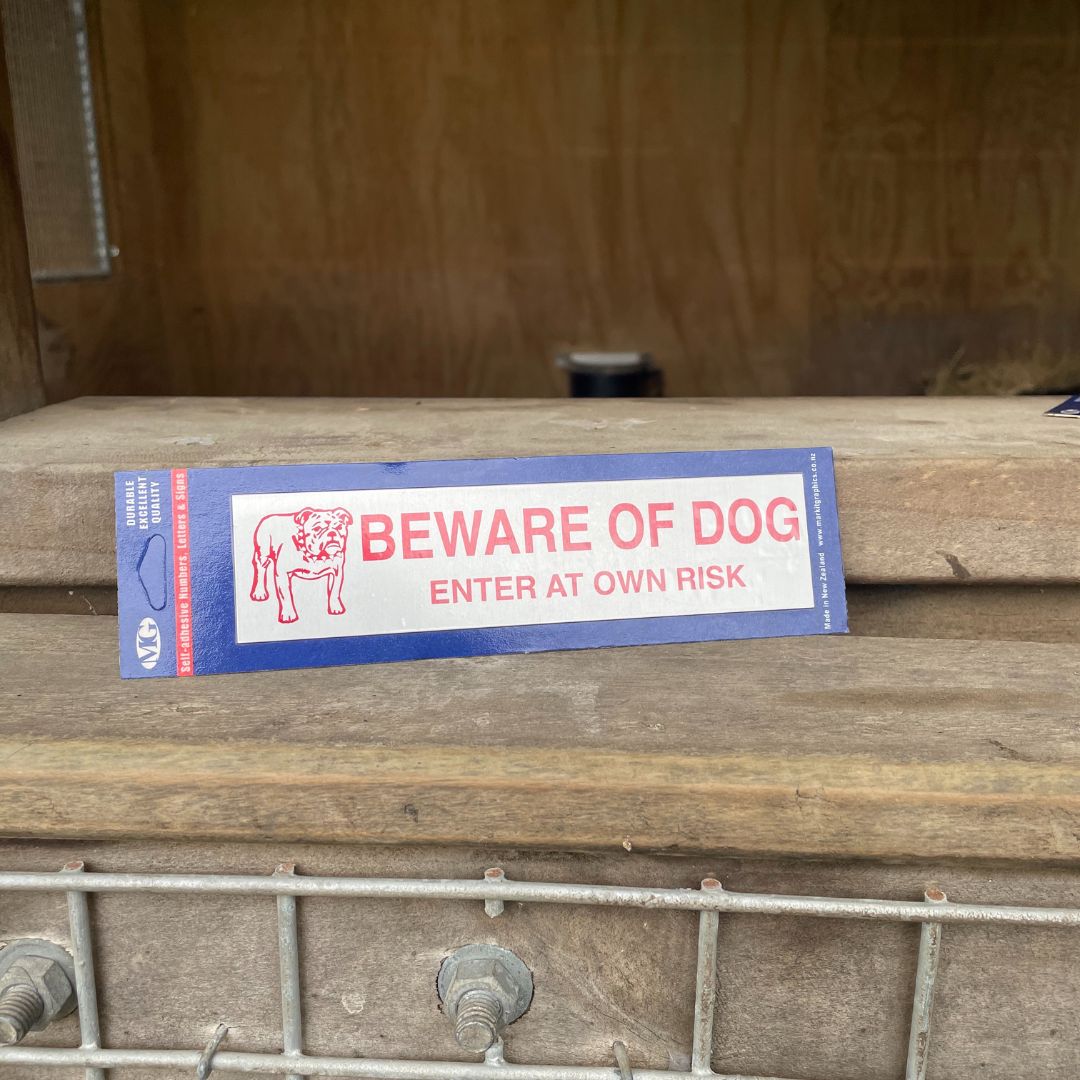 DURABLE
EXCELLENT
QUALITY
MG
Self-adhesive Numbers, Letters & Signs
BEWARE OF DOG
ENTER AT OWN RISK
Made in New Zealand www.markitgraphics.co.nz